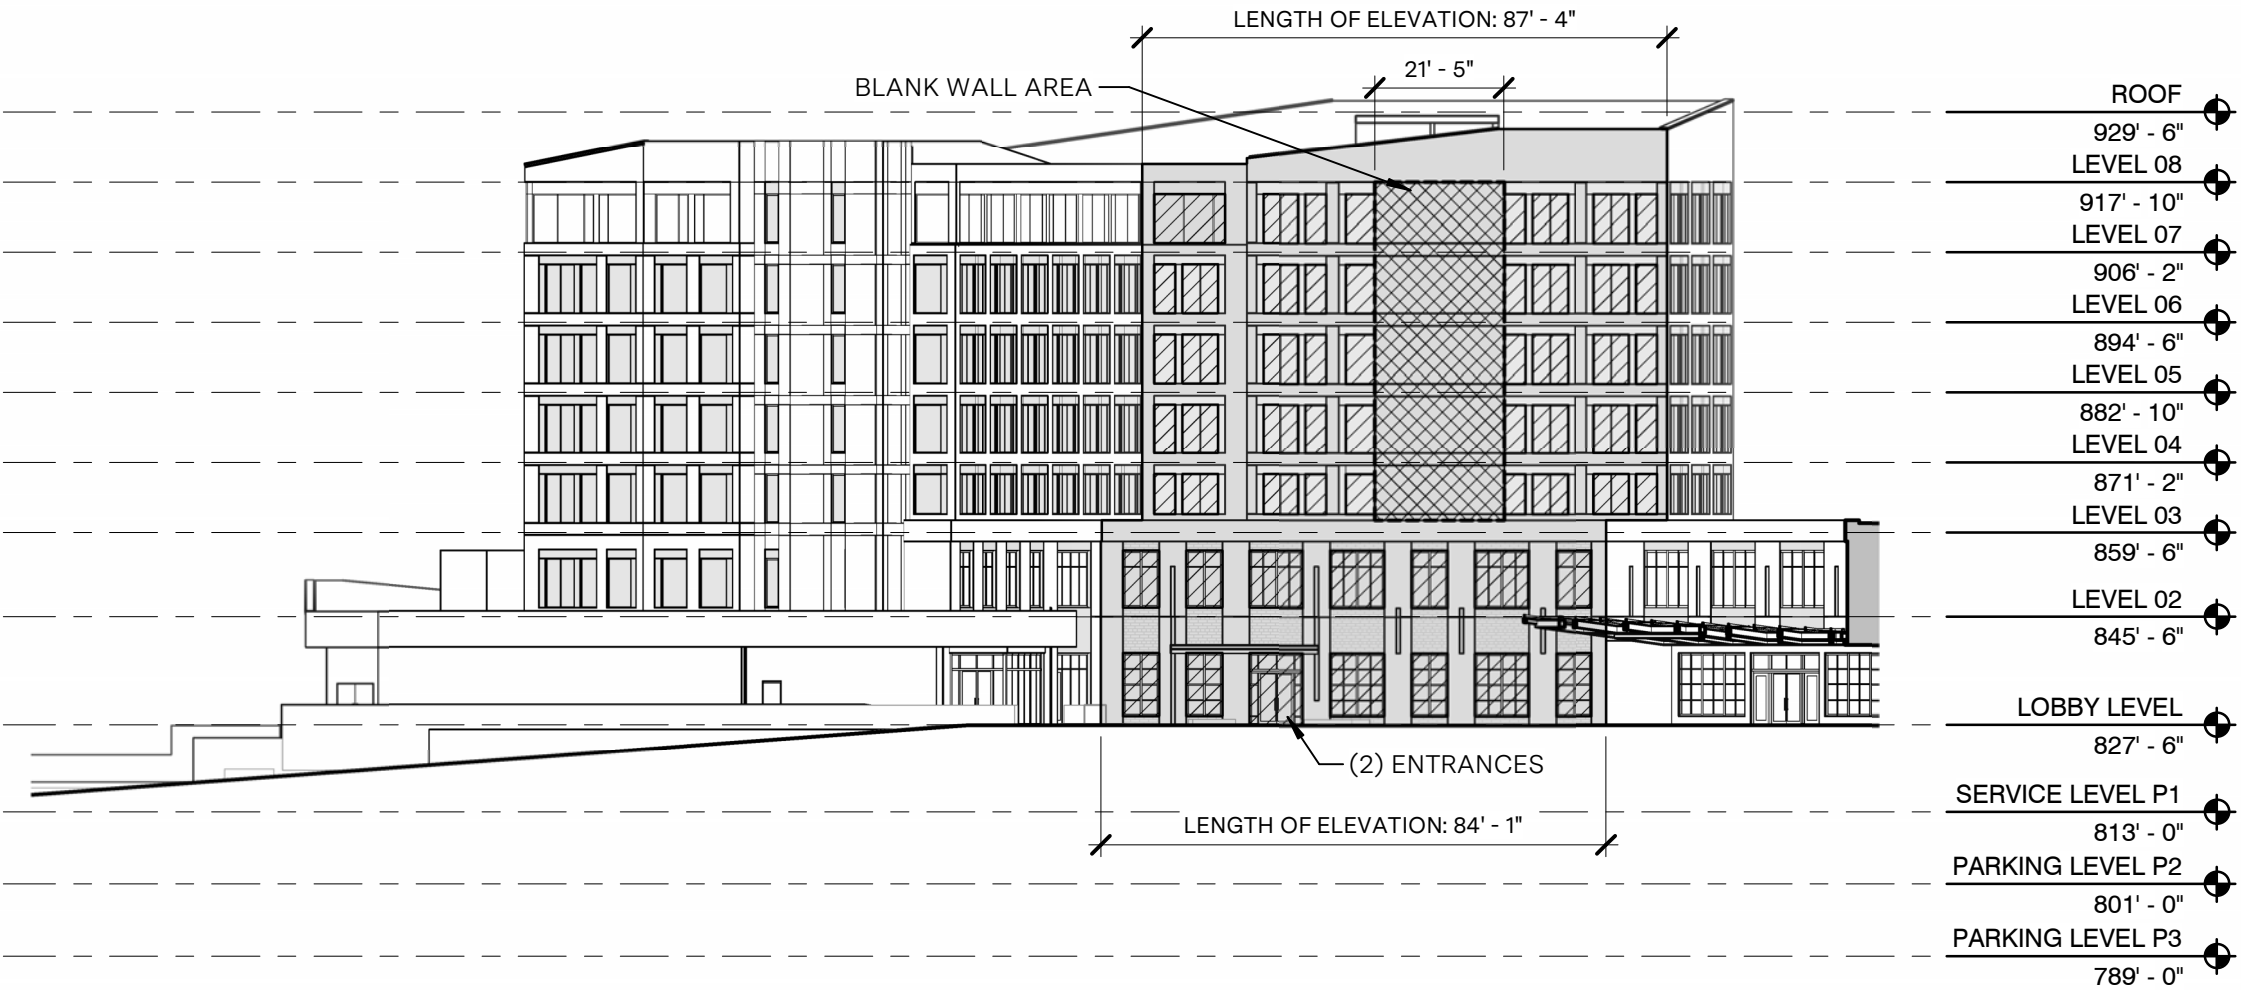 LENGTH OF ELEVATION: 87' - 4"
21' - 5"
BLANK WALL AREA
ROOF
929' - 6"
LEVEL 08
917' - 10"
LEVEL 07
906' - 2"
LEVEL 06
894' - 6"
LEVEL 05
882' - 10"
LEVEL 04
871' - 2"
LEVEL 03
859' - 6"
LEVEL 02
845' - 6"
LOBBY LEVEL
827' - 6"
(2) ENTRANCES
SERVICE LEVEL P1
813' - 0"
LENGTH OF ELEVATION: 84' - 1"
PARKING LEVEL P2
801' - 0"
PARKING LEVEL P3
789' - 0"